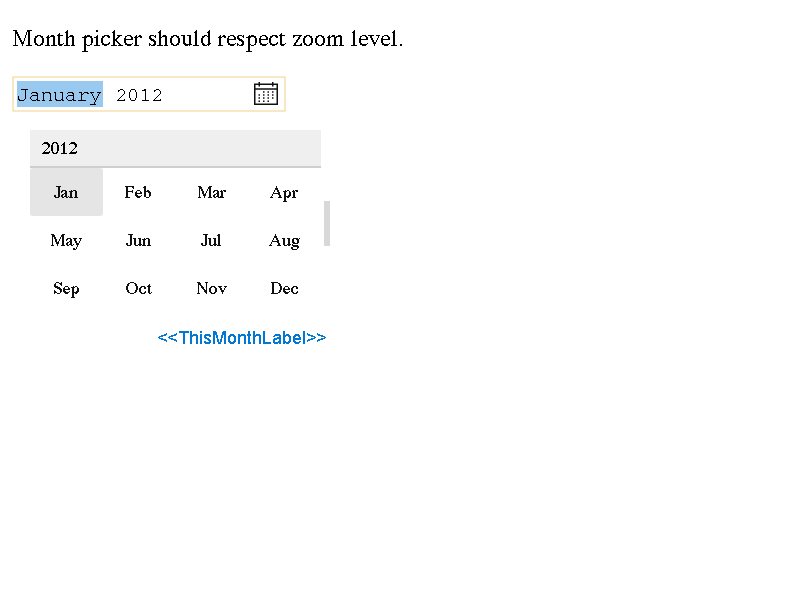 Month picker should respect zoom level.
January 2012
2012
Jan Feb Mar Apr
May Jun Jul Aug
Sep Oct Nov Dec
<<ThisMonthLabel>>